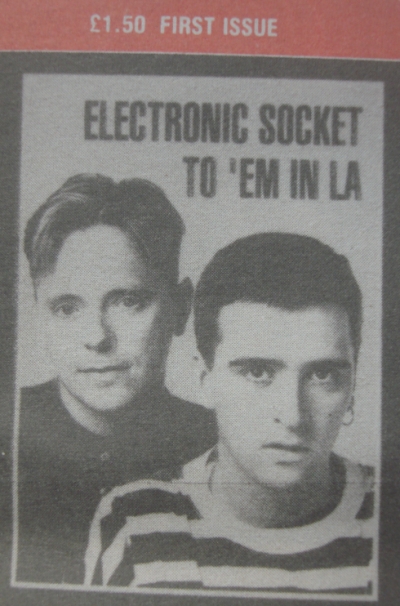 £1.50 FIRST ISSUE
ELECTRONIC SOCKET
TO 'EM IN LA